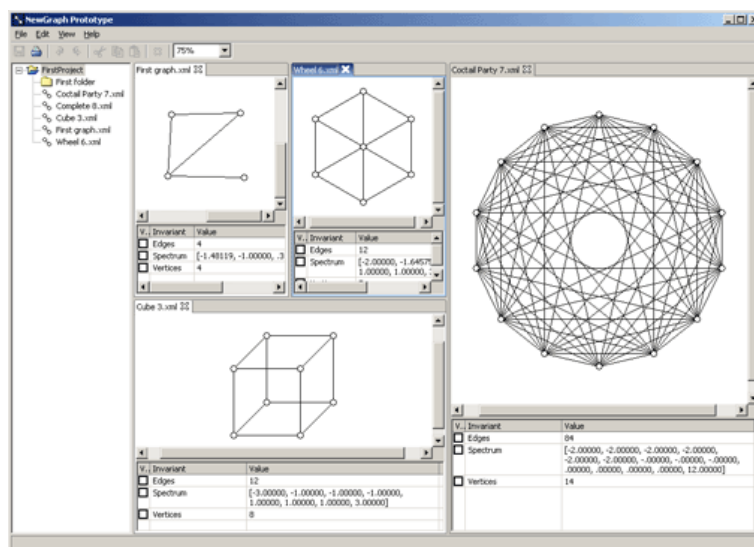 NewGraph Prototype
File Edit View Help
75%
FirstProject
First folder
Coctail Party 7.xml
Complete 8.xml
Cube 3.xml
First graph.xml
Wheel 6.xml
First graph.xml
V.. Invariant Value
Edges 4
Spectrum [-1.48119, -1.00000, .3
Vertices 4
Wheel 6.xml
V.. Invariant Value
Edges 12
Spectrum [-2.00000, -1.64575
1.00000, 1.00000,
Cube 3.xml
V.. Invariant Value
Edges 12
Spectrum [-3.00000, -1.00000, -1.00000, -1.00000,
1.00000, 1.00000, 1.00000, 3.00000]
Vertices 8
Coctail Party 7.xml
V.. Invariant Value
Edges 84
Spectrum [-2.00000, -2.00000, -2.00000, -2.00000,
-2.00000, -2.00000, -.00000, -.00000, -.00000,
.00000, .00000, .00000, .00000, 12.00000]
Vertices 14